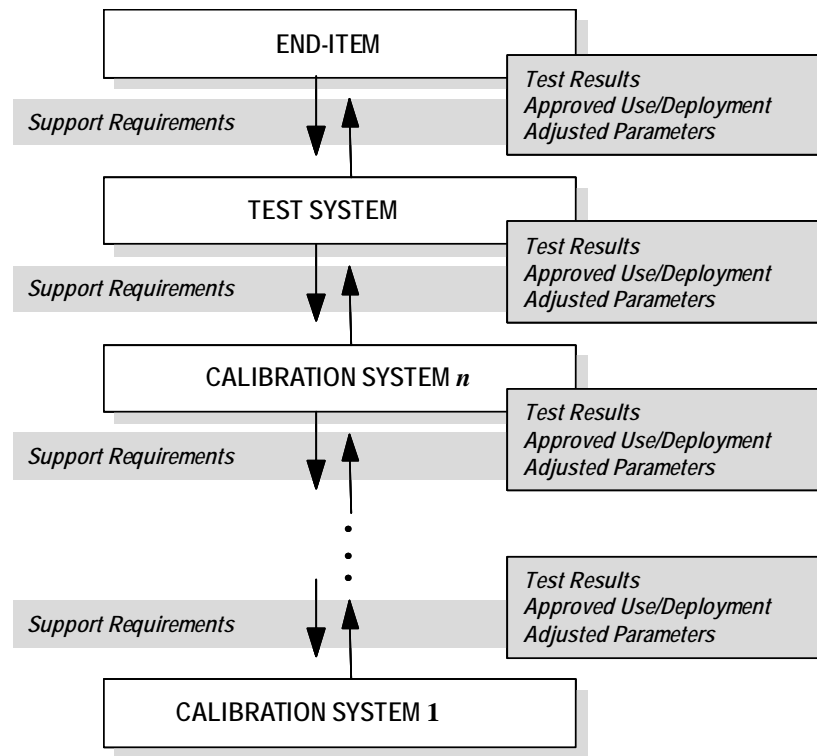 END-ITEM
Test Results
Approved Use/Deployment
Adjusted Parameters
Support Requirements
TEST SYSTEM
Test Results
Approved Use/Deployment
Adjusted Parameters
Support Requirements
CALIBRATION SYSTEM n
Test Results
Approved Use/Deployment
Adjusted Parameters
Support Requirements
Test Results
Approved Use/Deployment
Adjusted Parameters
Support Requirements
CALIBRATION SYSTEM 1